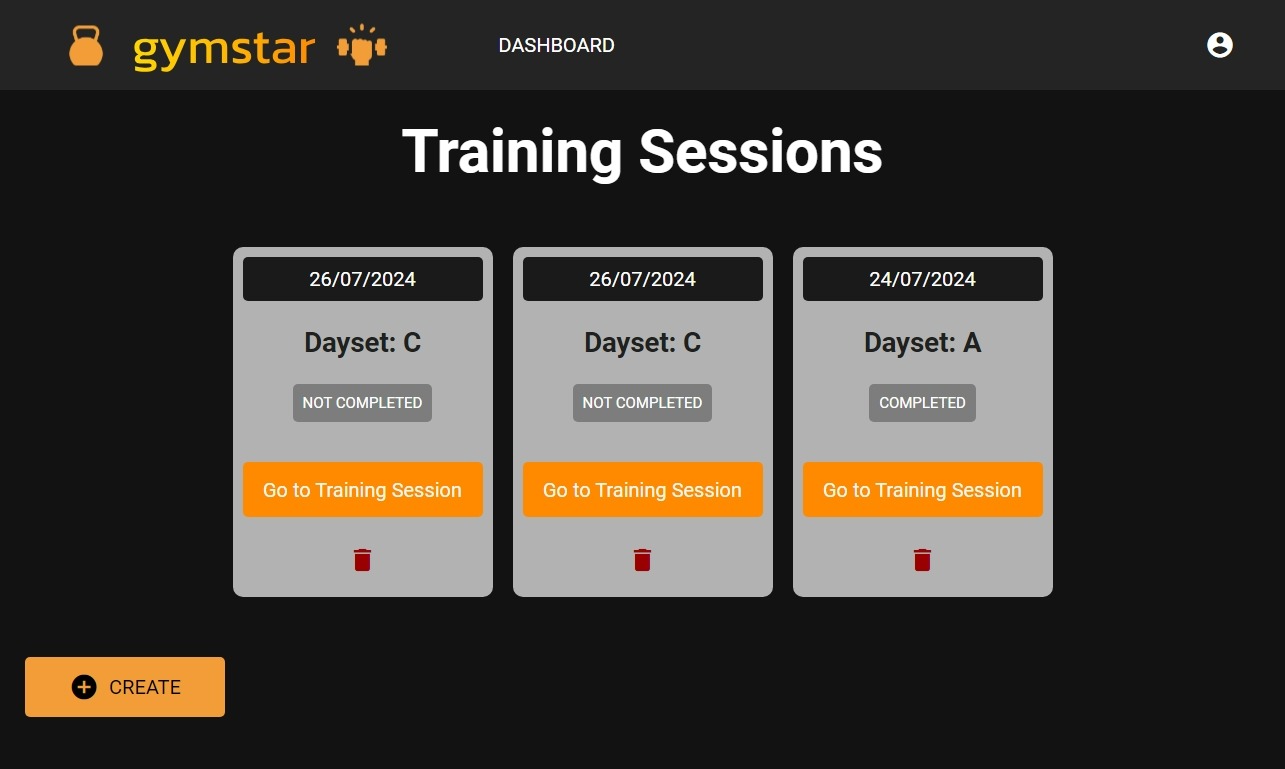 gymstar
DASHBOARD
Training Sessions
26/07/2024
Dayset: C
NOT COMPLETED
Go to Training Session
26/07/2024
Dayset: C
NOT COMPLETED
Go to Training Session
24/07/2024
Dayset: A
COMPLETED
Go to Training Session
CREATE